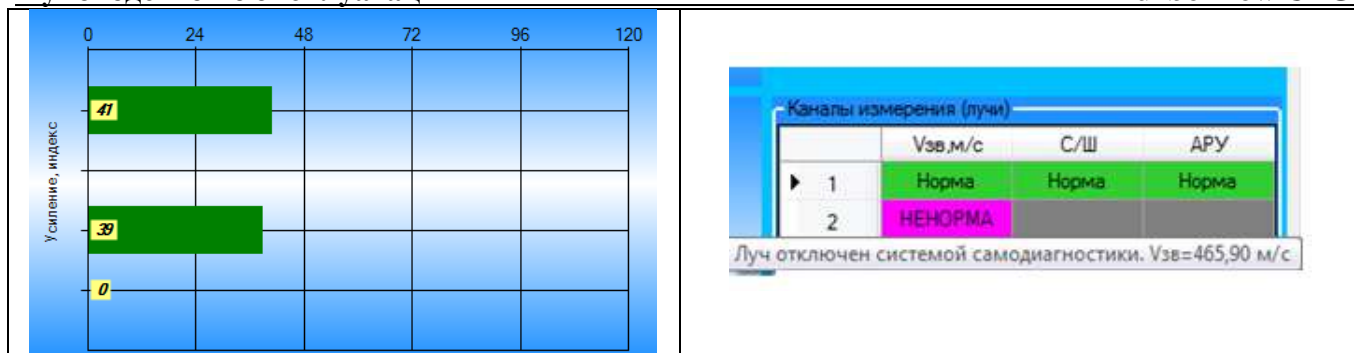 0 24 48 72 96 120
41
39
0
Усиление, индекс
Каналы измерения (лучи)
Vзв,м/с С/Ш АРУ
1 Норма Норма Норма
2 НЕНОРМА
Луч отключен системой самодиагностики. Vзв=465,90 м/с